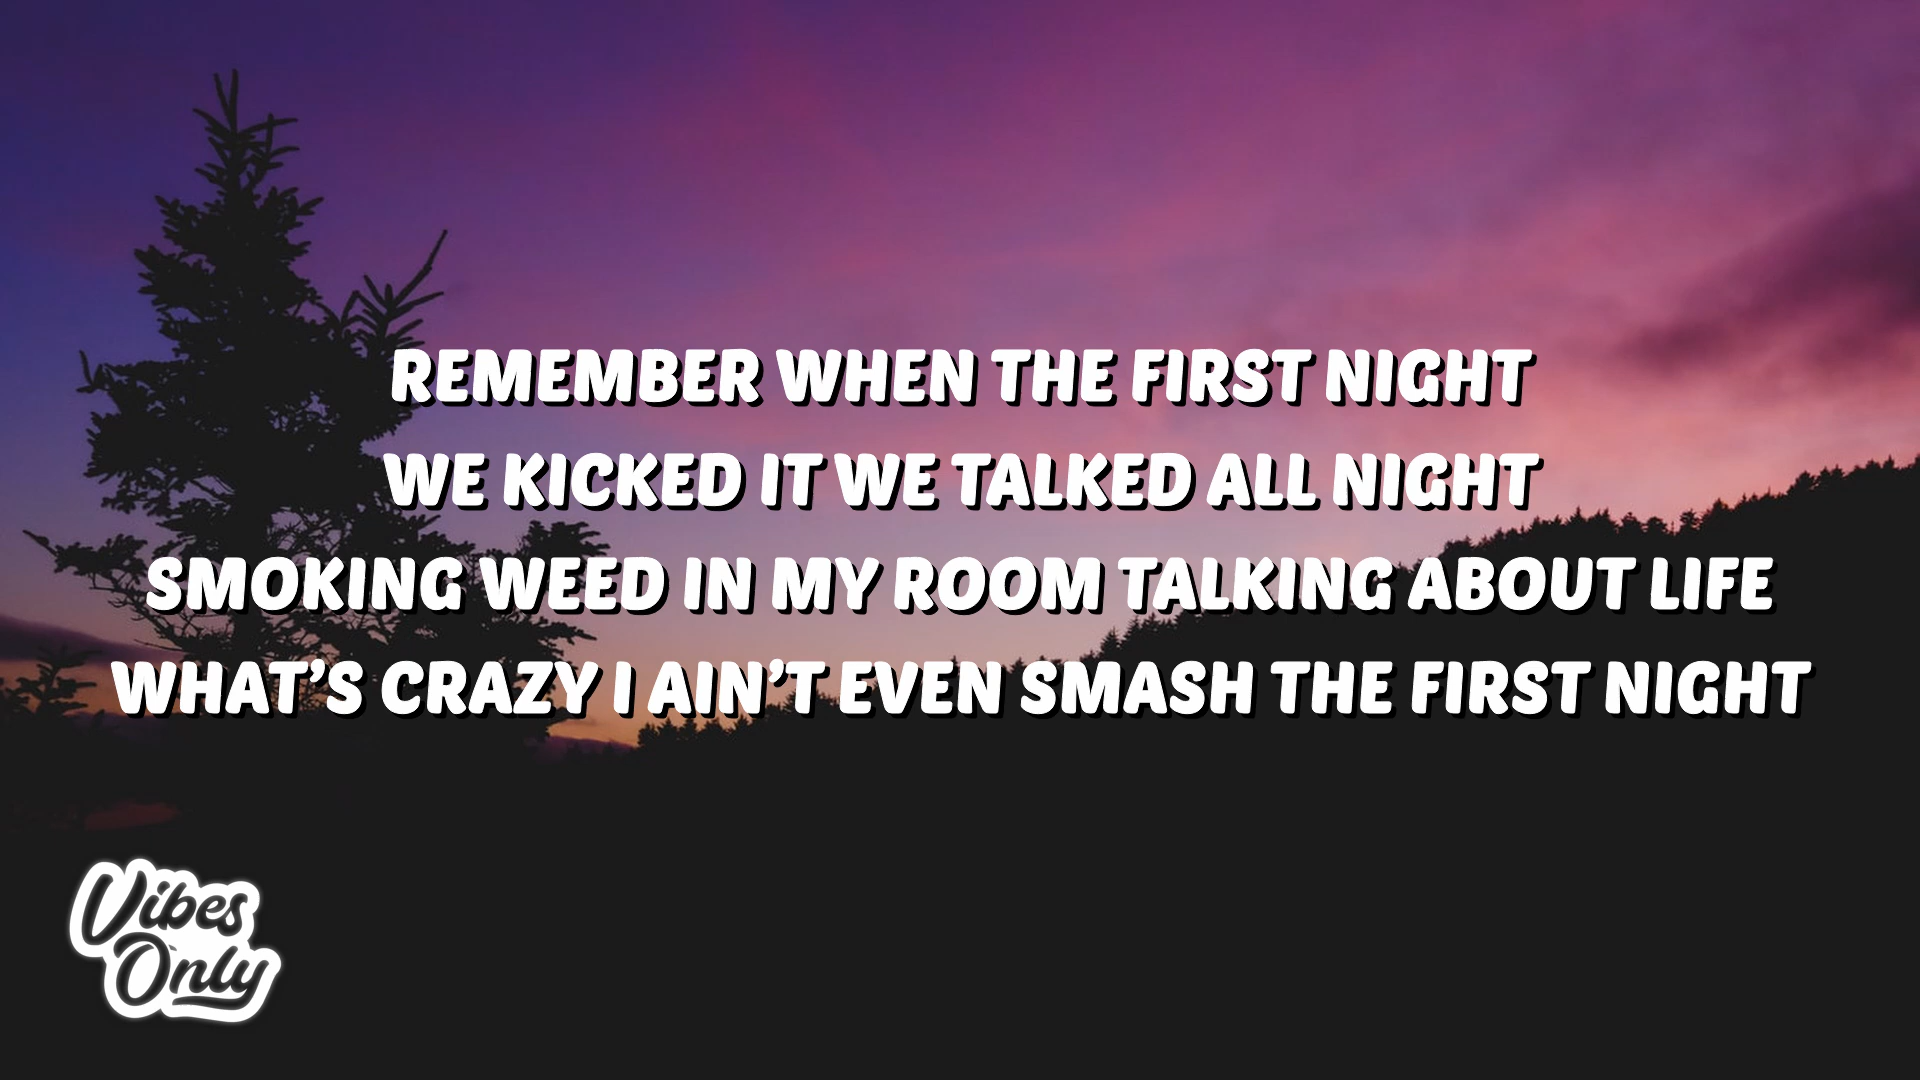 REMEMBER WHEN THE FIRST NIGHT
WE KICKED IT WE TALKED ALL NIGHT
SMOKING WEED IN MY ROOM TALKING ABOUT LIFE
WHAT’S CRAZY I AIN’T EVEN SMASH THE FIRST NIGHT
Vibes
Only